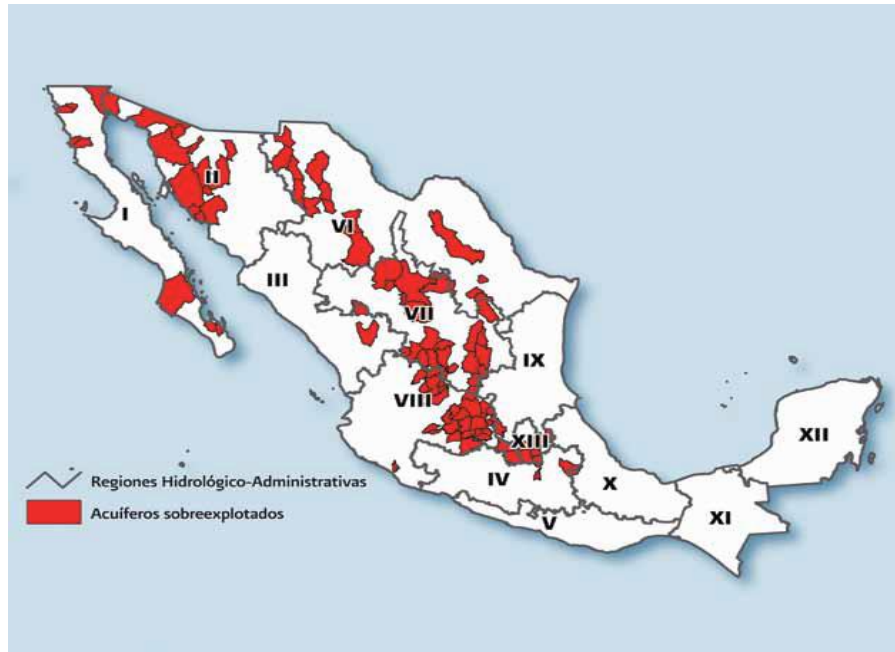 II
I
VI
III
VII
IX
VIII
XIII
XII
IV
X
V
XI
Regiones Hidrológico-Administrativas
Acuíferos sobreexplotados